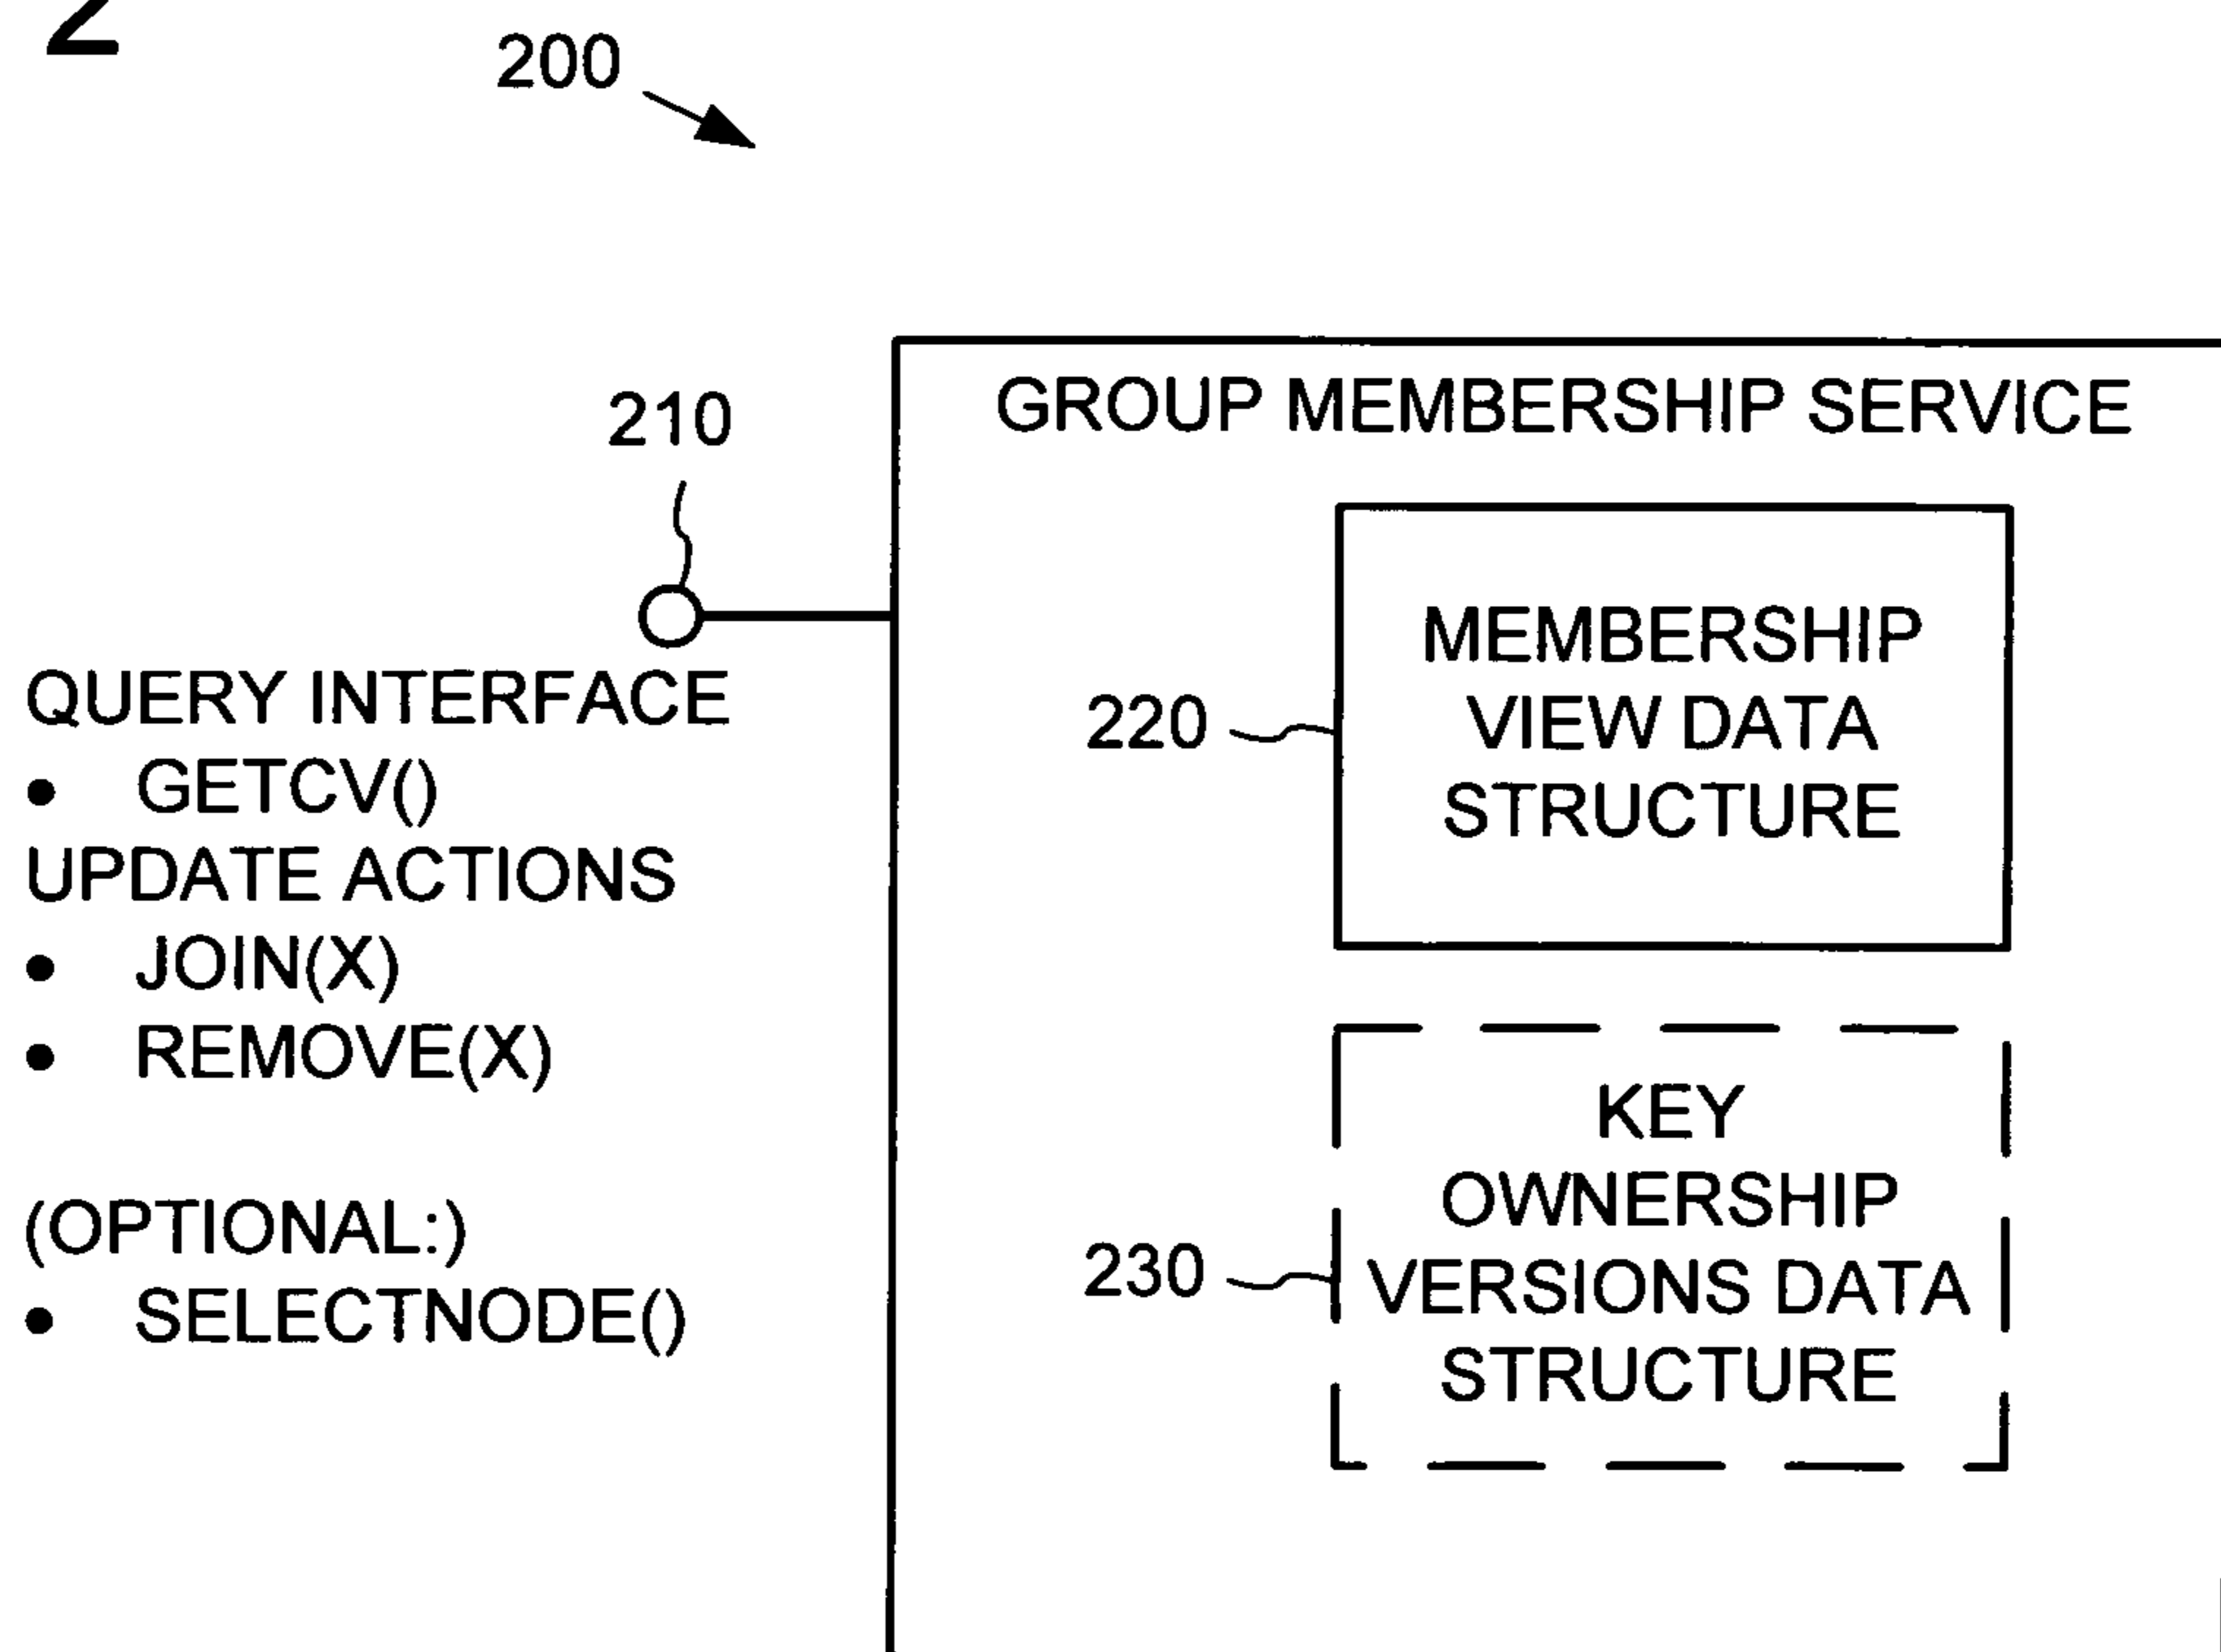 2
200
210
GROUP MEMBERSHIP SERVICE
MEMBERSHIP
VIEW DATA
STRUCTURE
220
QUERY INTERFACE
• GETCV()
UPDATE ACTIONS
• JOIN(X)
• REMOVE(X)
(OPTIONAL:)
• SELECTNODE()
KEY
OWNERSHIP
VERSIONS DATA
STRUCTURE
230